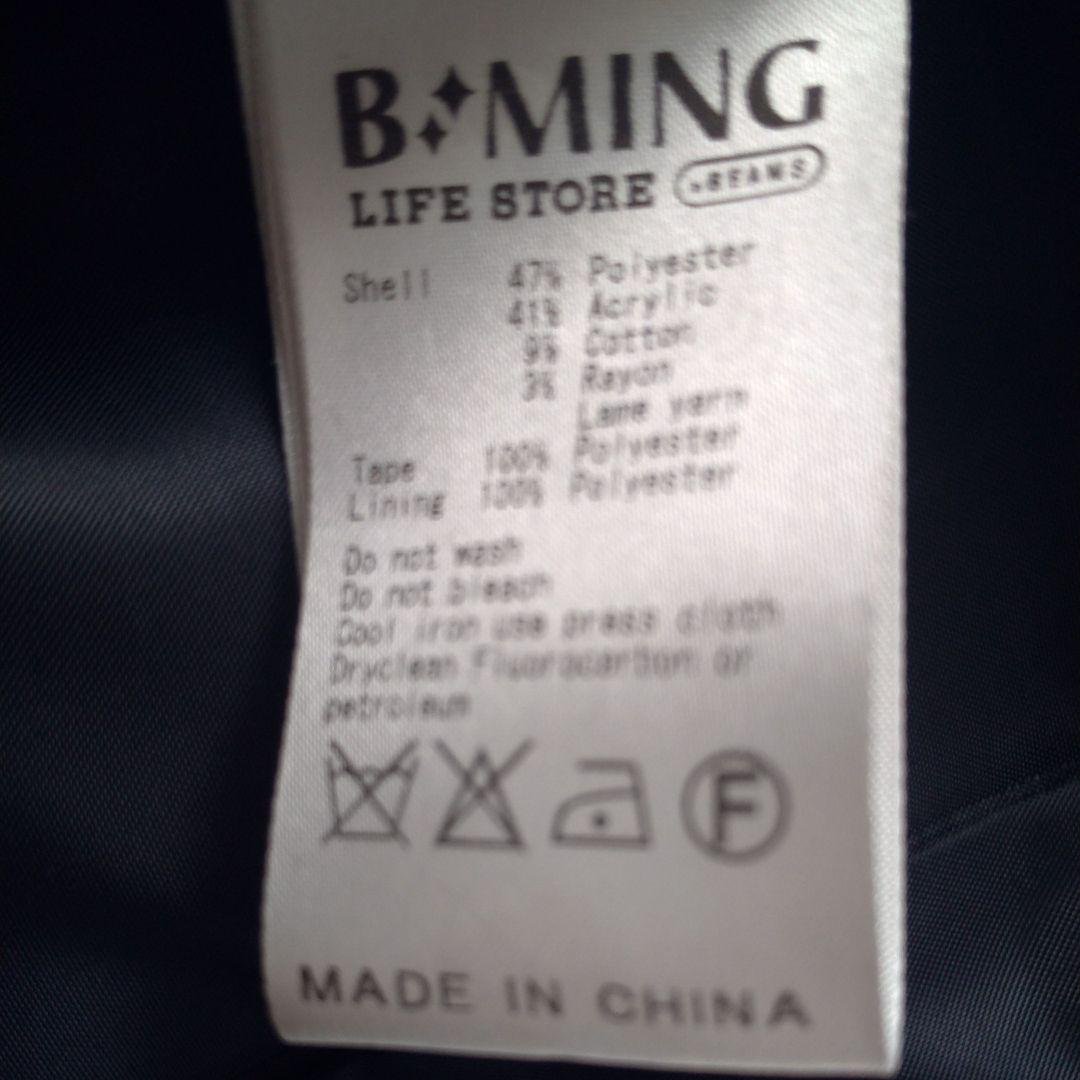 B MING
LIFE STORE by BEAMS
Shell 47% Polyester
41% Acrylic
9% Cotton
3% Rayon
Lame yarn
Tape 100% Polyester
Lining 100% Polyester
Do not wash
Do not bleach
Cool iron use press cloth
Dryclean Fluorocarbon or
petroleum
F
MADE IN CHINA